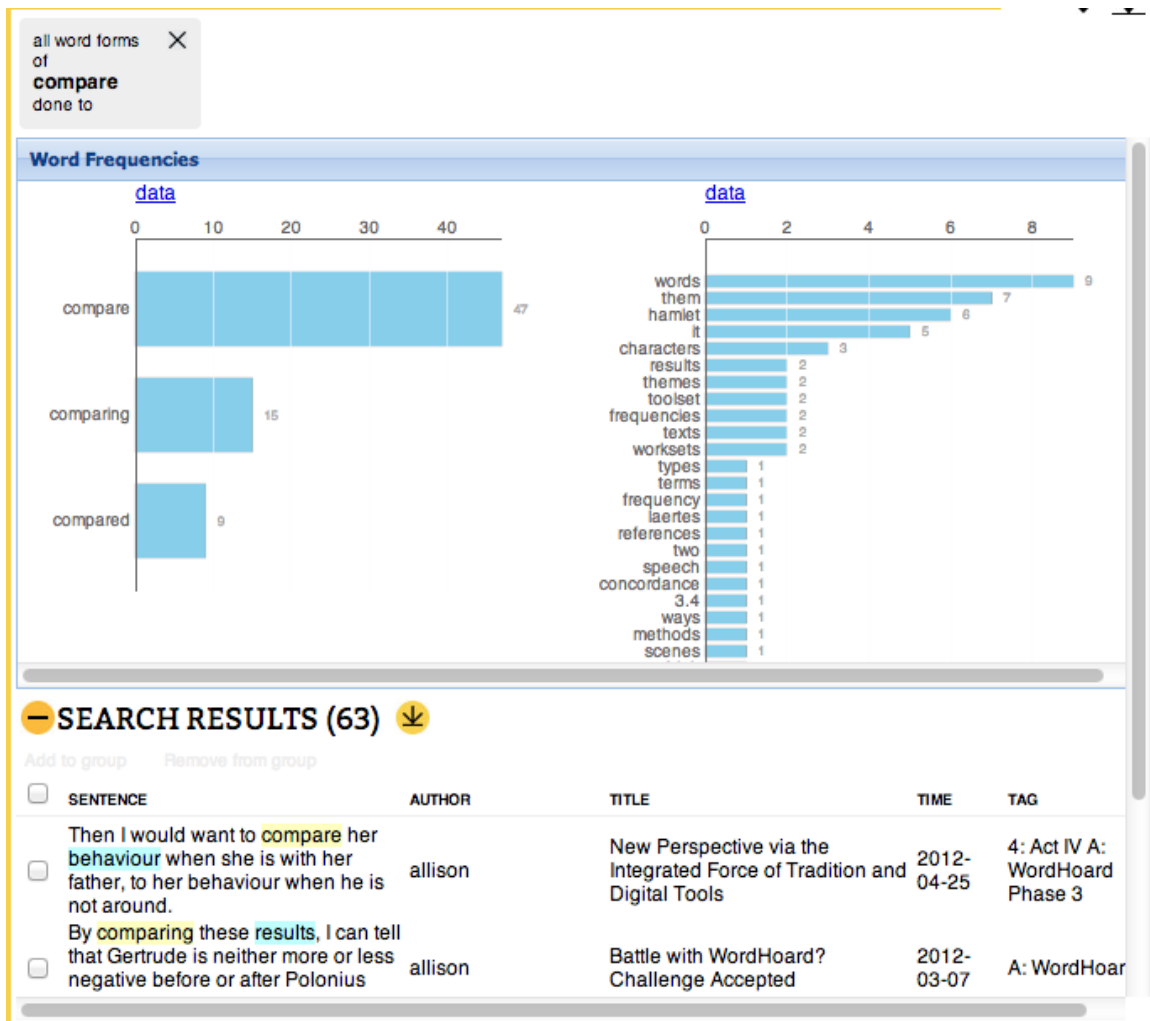 all word forms
of
compare
done to
Word Frequencies
data
0 10 20 30 40
compare 47
comparing 15
compared 9
data
0 2 4 6 8
words 9
them 7
hamlet 6
it 5
characters 3
results 2
themes 2
toolset 2
frequencies 2
texts 2
worksets 2
types 1
terms 1
frequency 1
laertes 1
references 1
two 1
speech 1
concordance 1
3.4 1
ways 1
methods 1
scenes 1
SEARCH RESULTS (63)
Add to group Remove from group
SENTENCE AUTHOR TITLE TIME TAG
Then I would want to compare her
behaviour when she is with her
father, to her behaviour when he is
not around.
allison
New Perspective via the
Integrated Force of Tradition and
Digital Tools
2012-
04-25
4: Act IV A:
WordHoard
Phase 3
By comparing these results, I can tell
that Gertrude is neither more or less
negative before or after Polonius
allison
Battle with WordHoard?
Challenge Accepted
2012-
03-07
A: WordHoar